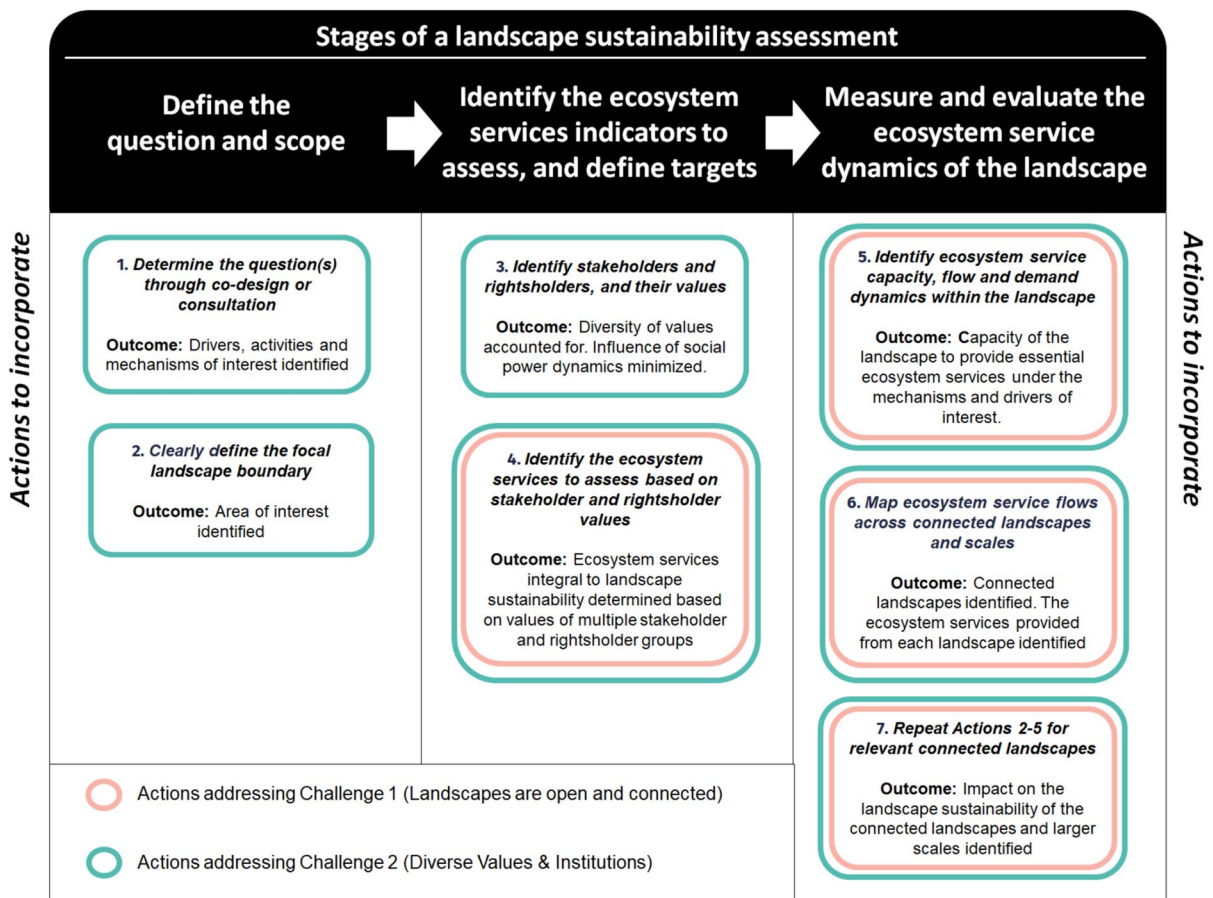 Stages of a landscape sustainability assessment
Define the
question and scope
Identify the ecosystem
services indicators to
assess, and define targets
Measure and evaluate the
ecosystem service
dynamics of the landscape
Actions to incorporate
1. Determine the question(s)
through co-design or
consultation
Outcome: Drivers, activities and
mechanisms of interest identified
2. Clearly define the focal
landscape boundary
Outcome: Area of interest
identified
3. Identify stakeholders and
rightsholders, and their values
Outcome: Diversity of values
accounted for. Influence of social
power dynamics minimized.
4. Identify the ecosystem
services to assess based on
stakeholder and rightsholder
values
Outcome: Ecosystem services
integral to landscape
sustainability determined based
on values of multiple stakeholder
and rightsholder groups
5. Identify ecosystem service
capacity, flow and demand
dynamics within the landscape
Outcome: Capacity of the
landscape to provide essential
ecosystem services under the
mechanisms and drivers of
interest.
6. Map ecosystem service flows
across connected landscapes
and scales
Outcome: Connected
landscapes identified. The
ecosystem services provided
from each landscape identified
7. Repeat Actions 2-5 for
relevant connected landscapes
Outcome: Impact on the
landscape sustainability of the
connected landscapes and larger
scales identified
Actions to incorporate
Actions addressing Challenge 1 (Landscapes are open and connected)
Actions addressing Challenge 2 (Diverse Values & Institutions)